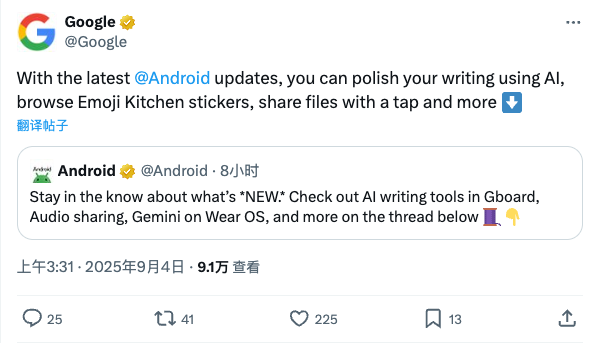 Google
@Google
With the latest @Android updates, you can polish your writing using AI,
browse Emoji Kitchen stickers, share files with a tap and more ⬇️
翻译帖子
Android
Android @Android · 8小时
Stay in the know about what’s *NEW.* Check out AI writing tools in Gboard,
Audio sharing, Gemini on Wear OS, and more on the thread below 🧵👇
上午3:31 · 2025年9月4日 · 9.1万 查看
25 41 225 13